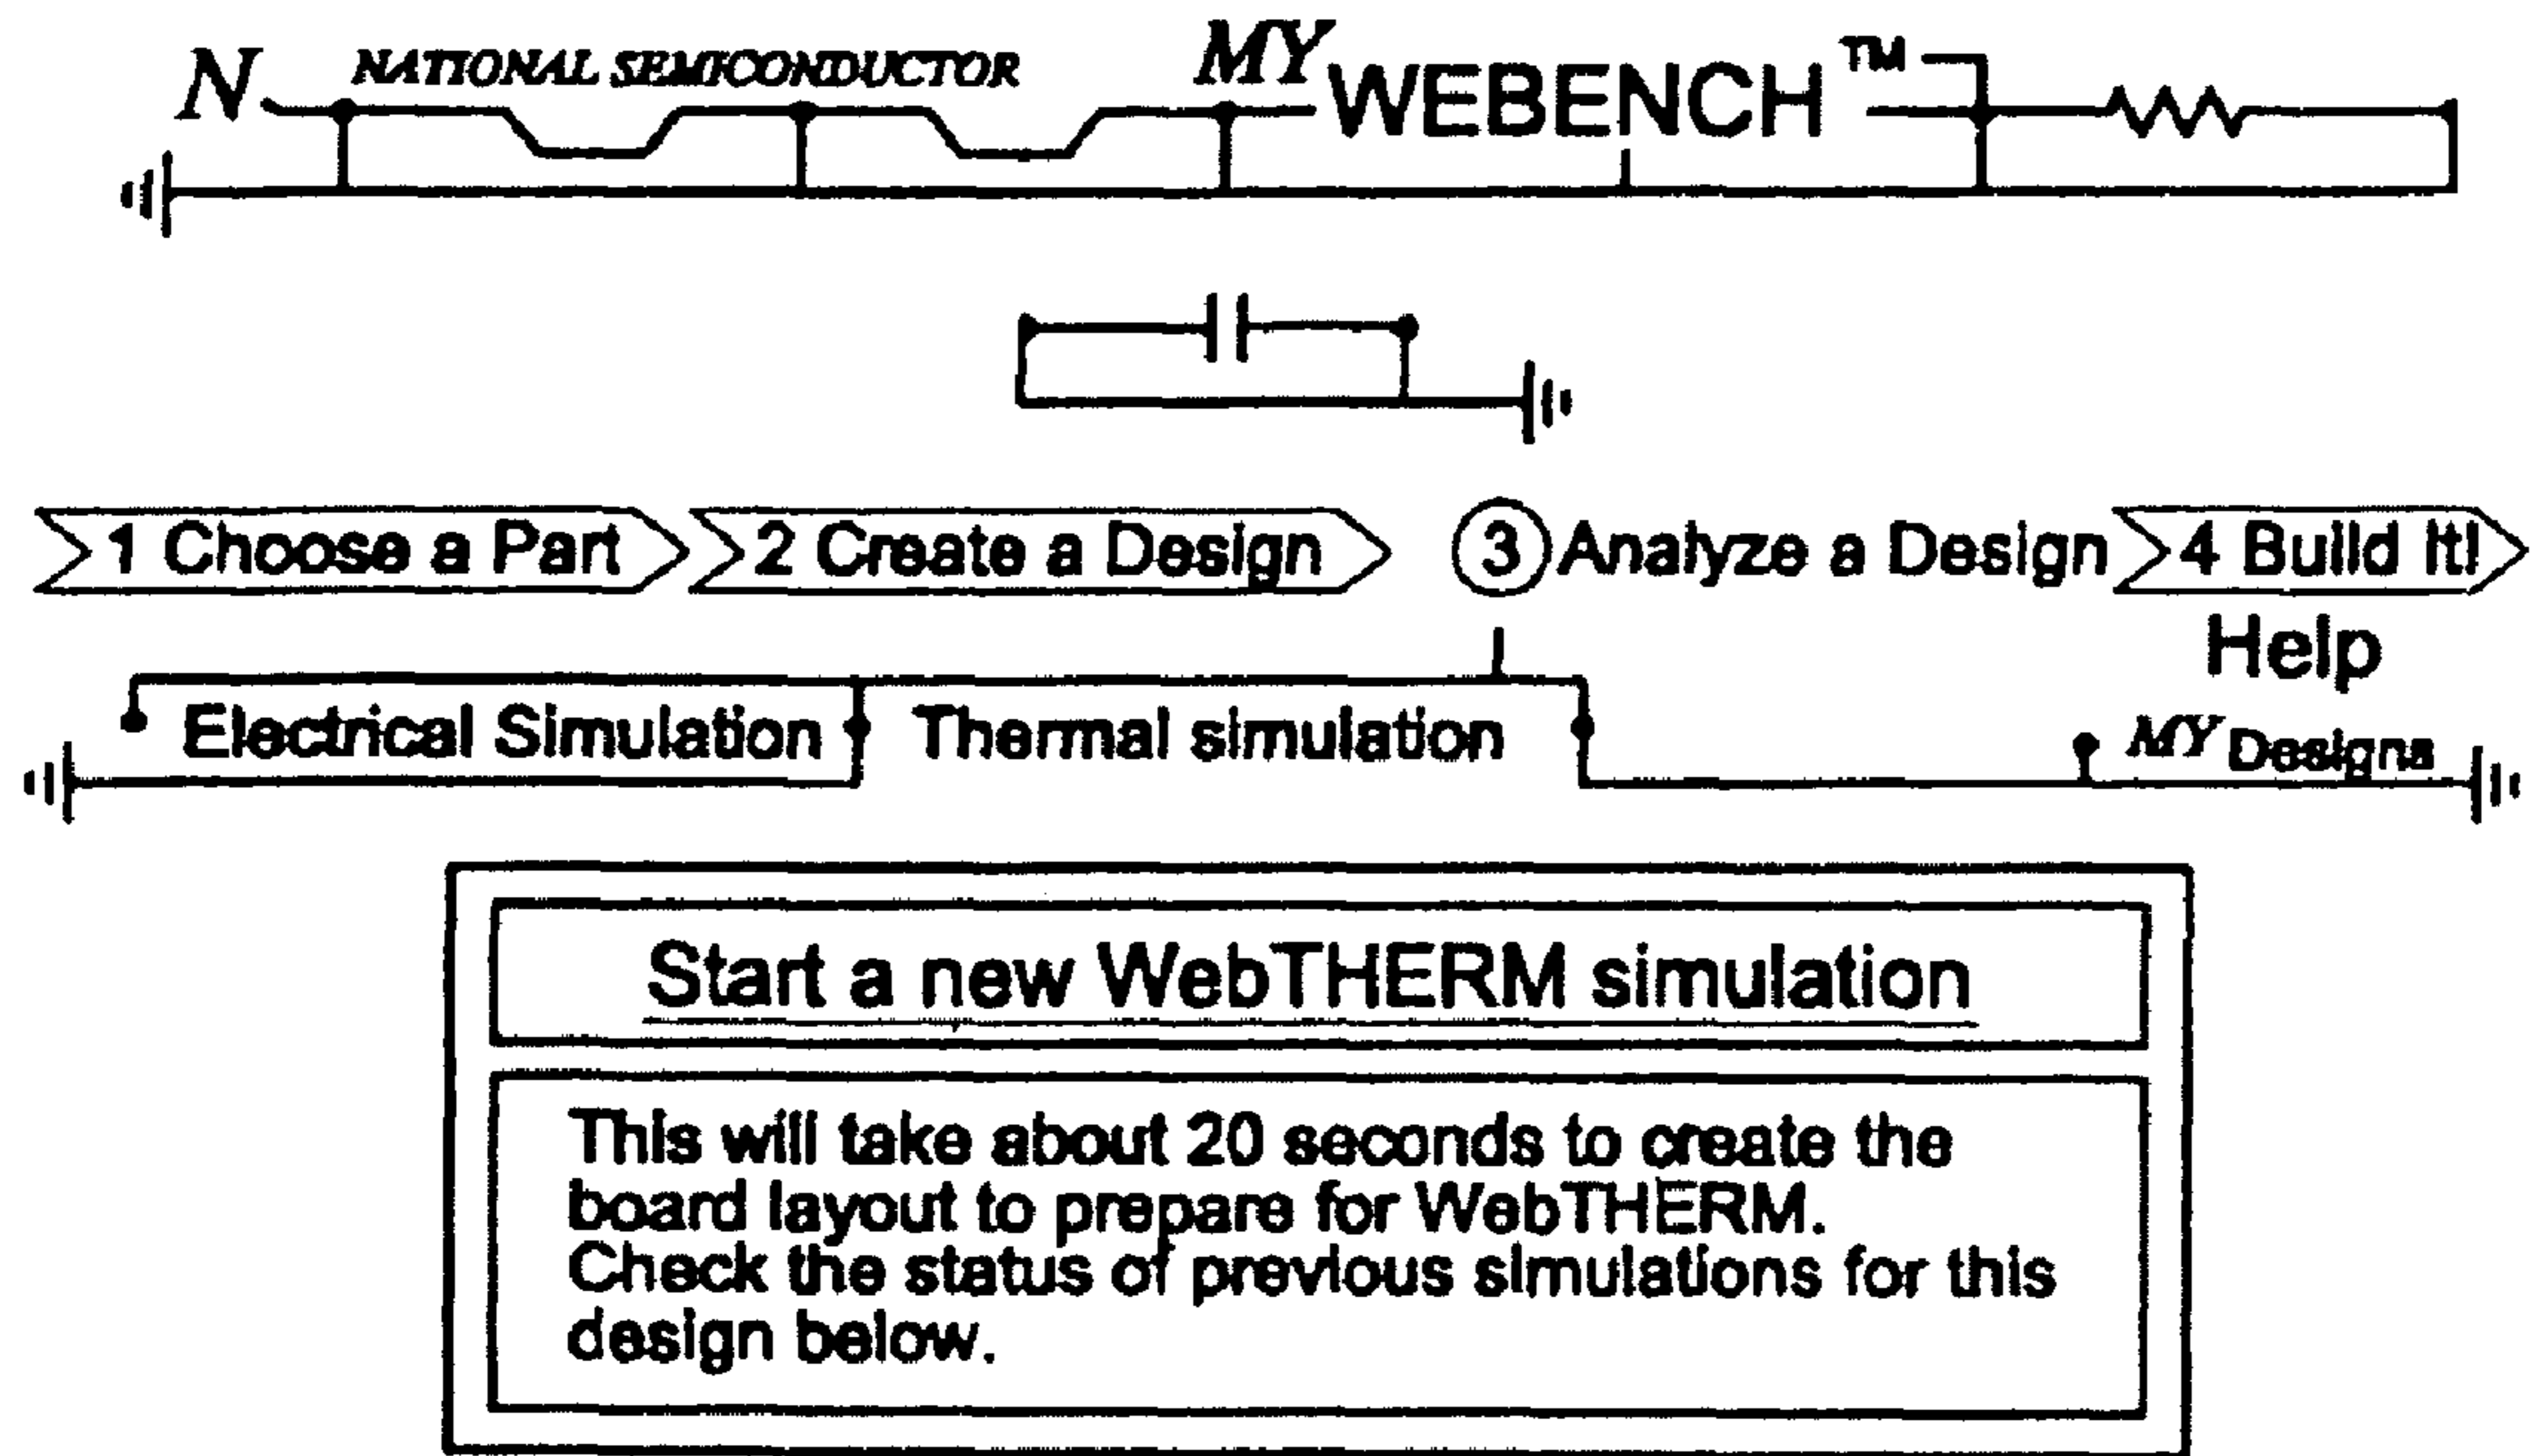 N NATIONAL SEMICONDUCTOR MY WEBENCH™
1 Choose a Part 2 Create a Design 3 Analyze a Design 4 Build It!
Help
Electrical Simulation Thermal simulation MY Designs
Start a new WebTHERM simulation
This will take about 20 seconds to create the
board layout to prepare for WebTHERM.
Check the status of previous simulations for this
design below.